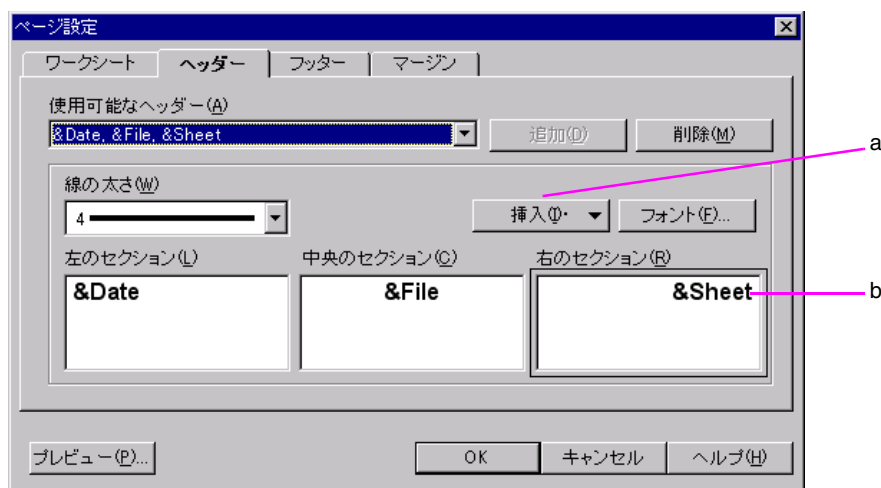 ページ設定
ワークシート ヘッダー フッター マージン
使用可能なヘッダー(A)
&Date, &File, &Sheet 追加(D) 削除(M)
a
線の太さ(W)
4 挿入(I)· フォント(F)...
左のセクション(L) 中央のセクション(C) 右のセクション(R)
&Date &File &Sheet
b
プレビュー(P)... OK キャンセル ヘルプ(H)